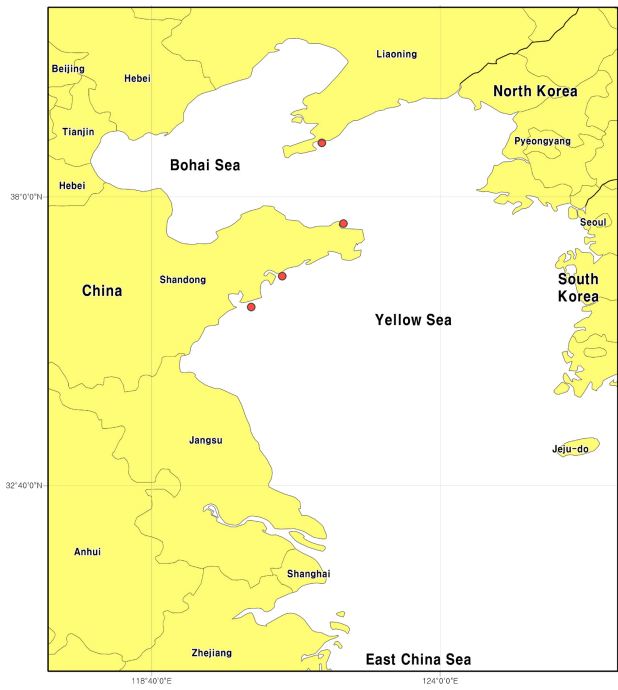 Liaoning
Beijing
Hebei
North Korea
Tianjin
Pyeongyang
Bohai Sea
Hebei
38°0'0"N
Seoul
Shandong
South
Korea
China
Yellow Sea
Jangsu
Jeju-do
32°40'0"N
Anhui
Shanghai
Zhejiang
East China Sea
118°40'0"E
124°0'0"E